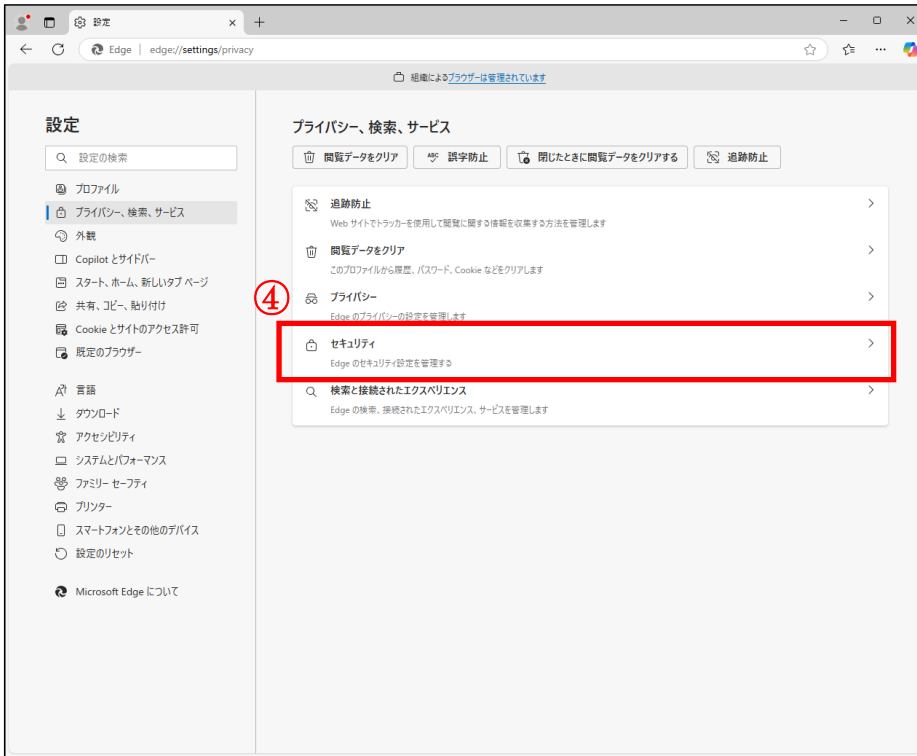 設定
Edge edge://settings/privacy
組織によるブラウザーは管理されています
設定
設定の検索
プロファイル
プライバシー、検索、サービス
外観
Copilot とサイドバー
スタート、ホーム、新しいタブ ページ
共有、コピー、貼り付け
Cookie とサイトのアクセス許可
既定のブラウザー
言語
ダウンロード
アクセシビリティ
システムとパフォーマンス
ファミリー セーフティ
プリンター
スマートフォンとその他のデバイス
設定のリセット
Microsoft Edge について
プライバシー、検索、サービス
閲覧データをクリア ABC 誤字防止 閉じたときに閲覧データをクリアする 追跡防止
追跡防止
Web サイトでトラッカーを使用して閲覧に関する情報を収集する方法を管理します
閲覧データをクリア
このプロファイルから履歴、パスワード、Cookie などをクリアします
④
プライバシー
Edge のプライバシーの設定を管理します
セキュリティ
Edge のセキュリティ設定を管理する
検索と接続されたエクスペリエンス
Edge の検索、接続されたエクスペリエンス、サービスを管理します